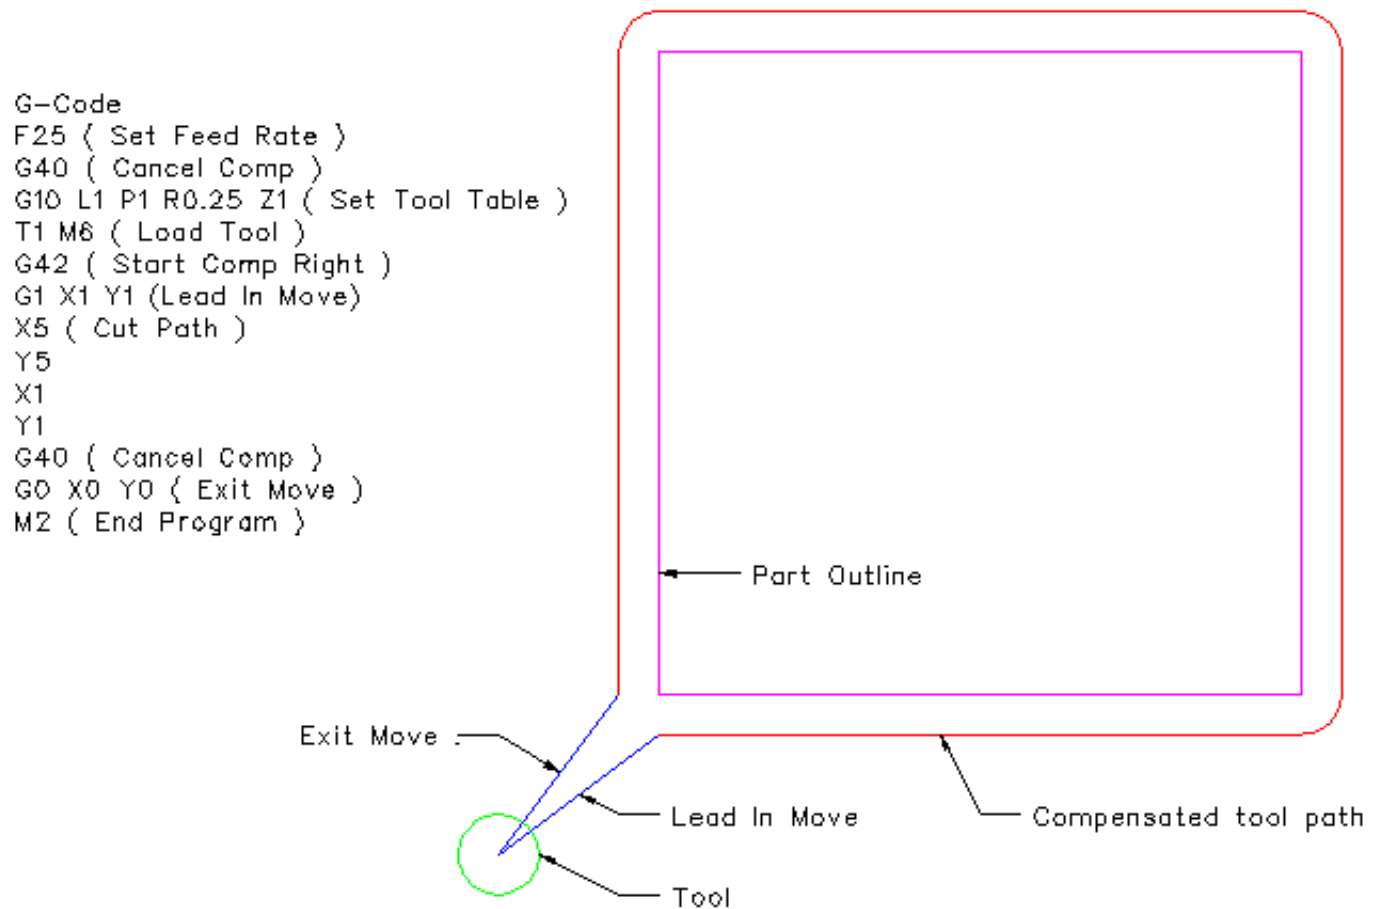 G-Code
F25 ( Set Feed Rate )
G40 ( Cancel Comp )
G10 L1 P1 R0.25 Z1 ( Set Tool Table )
T1 M6 ( Load Tool )
G42 ( Start Comp Right )
G1 X1 Y1 (Lead In Move)
X5 ( Cut Path )
Y5
X1
Y1
G40 ( Cancel Comp )
G0 X0 Y0 ( Exit Move )
M2 ( End Program )
Part Outline
Exit Move
Lead In Move
Compensated tool path
Tool